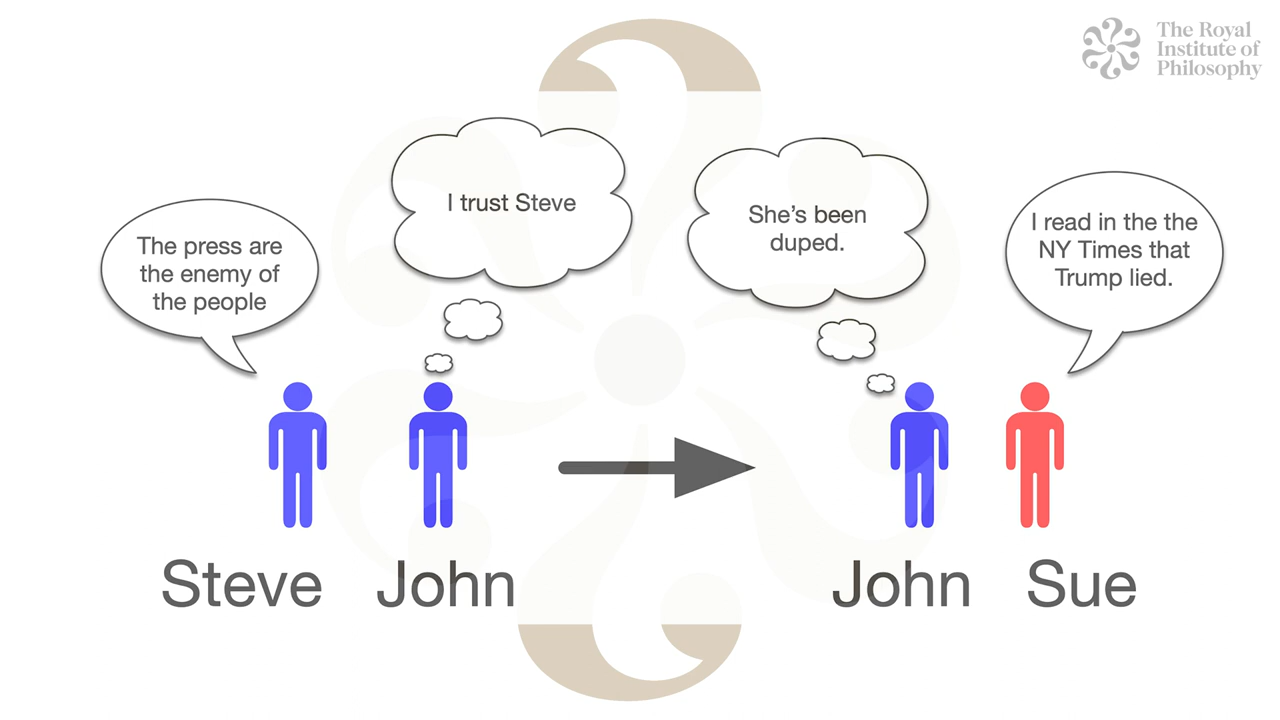 The Royal
Institute of
Philosophy
The press are
the enemy of
the people
I trust Steve
She's been
duped.
I read in the the
NY Times that
Trump lied.
Steve
John
John
Sue